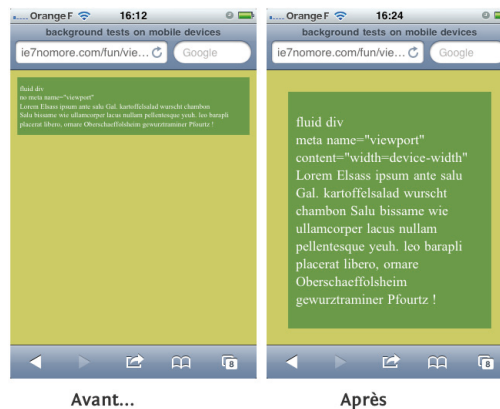 Orange F 16:12
background tests on mobile devices
ie7nomore.com/fun/vie... Google
fluid div
no meta name="viewport"
Lorem Elsass ipsum ante salu Gal. kartoffelsalad wurscht chambon
Salu bissame wie ullamcorper lacus nullam pellentesque yeuh. leo barapli
placerat libero, ornare Oberschaeffolsheim gewurztraminer Pfourtz !
8
Avant...
Orange F 16:24
background tests on mobile devices
ie7nomore.com/fun/vie... Google
fluid div
meta name="viewport"
content="width=device-width"
Lorem Elsass ipsum ante salu
Gal. kartoffelsalad wurscht
chambon Salu bissame wie
ullamcorper lacus nullam
pellentesque yeuh. leo barapli
placerat libero, ornare
Oberschaeffolsheim
gewurztraminer Pfourtz !
8
Après